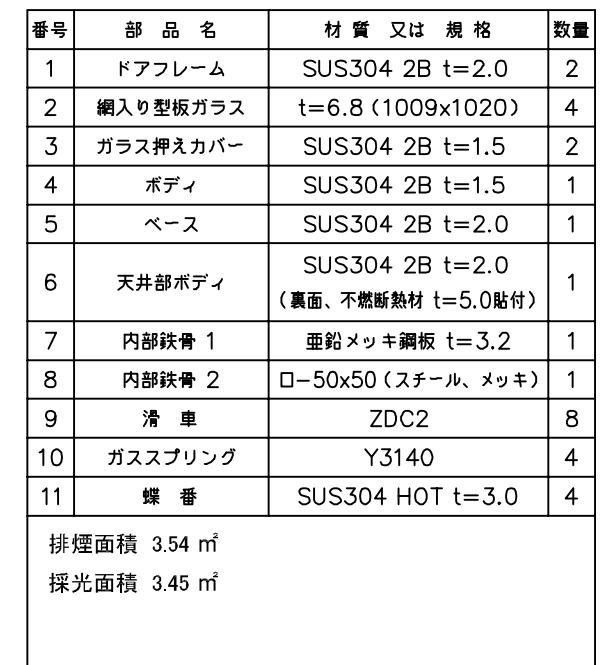 番号 部品名 材質又は規格 数量
1 ドアフレーム SUS304 2B t=2.0 2
2 網入り型板ガラス t=6.8(1009x1020) 4
3 ガラス押えカバー SUS304 2B t=1.5 2
4 ボディ SUS304 2B t=1.5 1
5 ベース SUS304 2B t=2.0 1
6 天井部ボディ SUS304 2B t=2.0 1
(裏面、不燃断熱材 t=5.0貼付)
7 内部鉄骨 1 亜鉛メッキ鋼板 t=3.2 1
8 内部鉄骨 2 ロ−50x50(スチール、メッキ) 1
9 滑車 ZDC2 8
10 ガススプリング Y3140 4
11 蝶番 SUS304 HOT t=3.0 4
排煙面積 3.54 ㎡
採光面積 3.45 ㎡